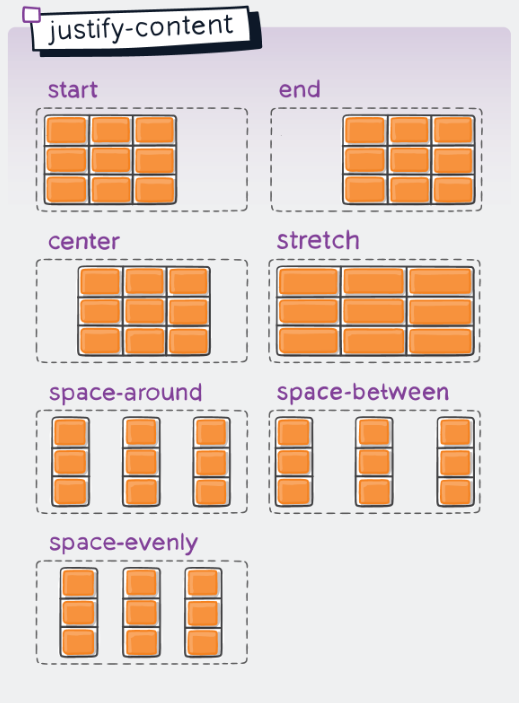 justify-content
start
end
center
stretch
space-around
space-between
space-evenly